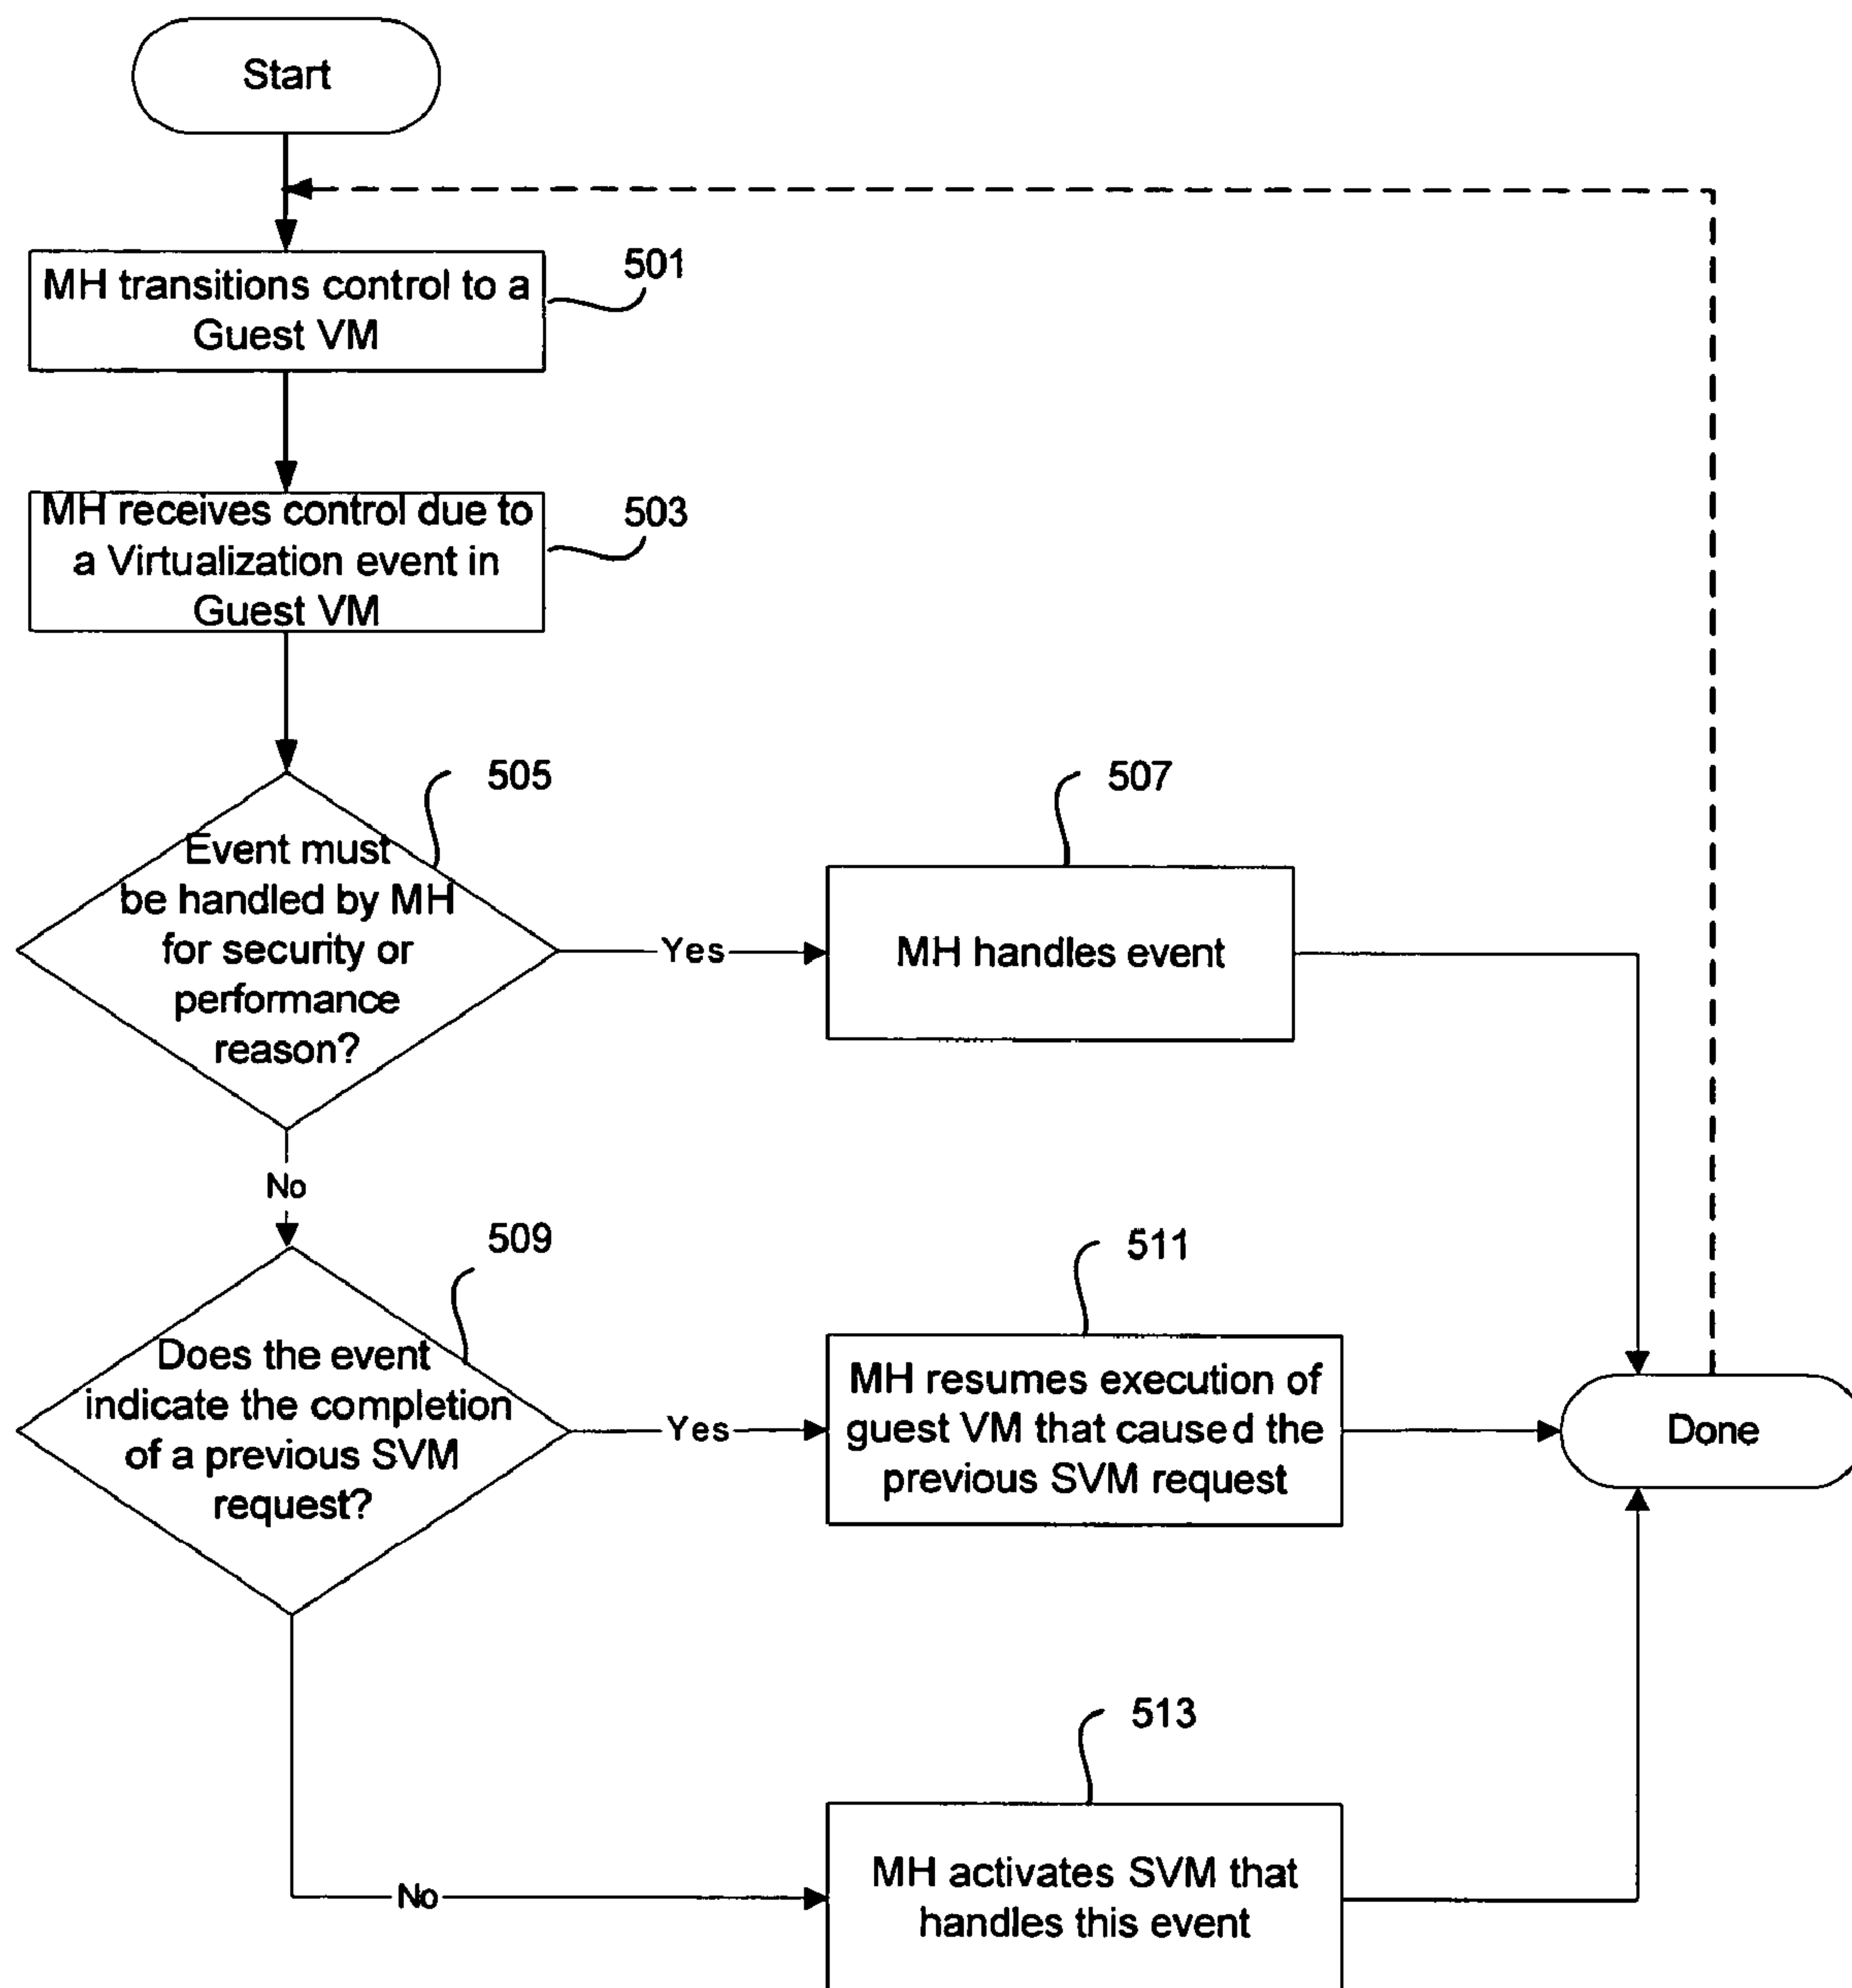 Start
MH transitions control to a
Guest VM
501
MH receives control due to
a Virtualization event in
Guest VM
503
505
Event must
be handled by MH
for security or
performance
reason?
Yes
507
MH handles event
No
509
Does the event
indicate the completion
of a previous SVM
request?
Yes
511
MH resumes execution of
guest VM that caused the
previous SVM request
Done
No
513
MH activates SVM that
handles this event